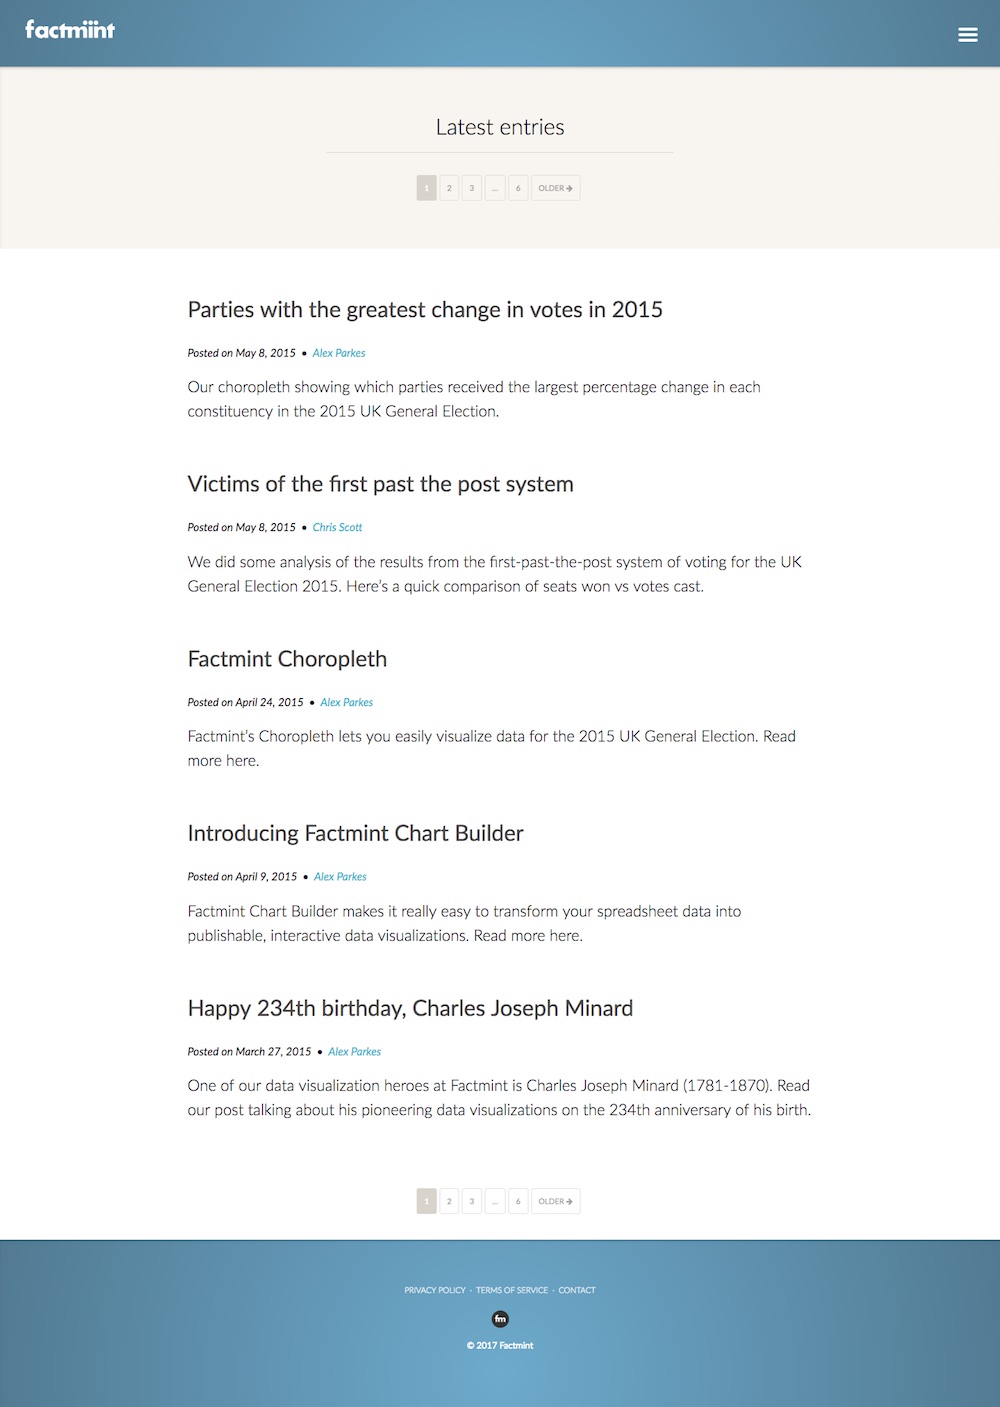 factmint
Latest entries
1 2 3 ... 6 OLDER
Parties with the greatest change in votes in 2015
Posted on May 8, 2015 • Alex Parkes
Our choropleth showing which parties received the largest percentage change in each
constituency in the 2015 UK General Election.
Victims of the first past the post system
Posted on May 8, 2015 • Chris Scott
We did some analysis of the results from the first-past-the-post system of voting for the UK
General Election 2015. Here’s a quick comparison of seats won vs votes cast.
Factmint Choropleth
Posted on April 24, 2015 • Alex Parkes
Factmint’s Choropleth lets you easily visualize data for the 2015 UK General Election. Read
more here.
Introducing Factmint Chart Builder
Posted on April 9, 2015 • Alex Parkes
Factmint Chart Builder makes it really easy to transform your spreadsheet data into
publishable, interactive data visualizations. Read more here.
Happy 234th birthday, Charles Joseph Minard
Posted on March 27, 2015 • Alex Parkes
One of our data visualization heroes at Factmint is Charles Joseph Minard (1781-1870). Read
our post talking about his pioneering data visualizations on the 234th anniversary of his birth.
1 2 3 ... 6 OLDER
PRIVACY POLICY · TERMS OF SERVICE · CONTACT
fm
© 2017 Factmint